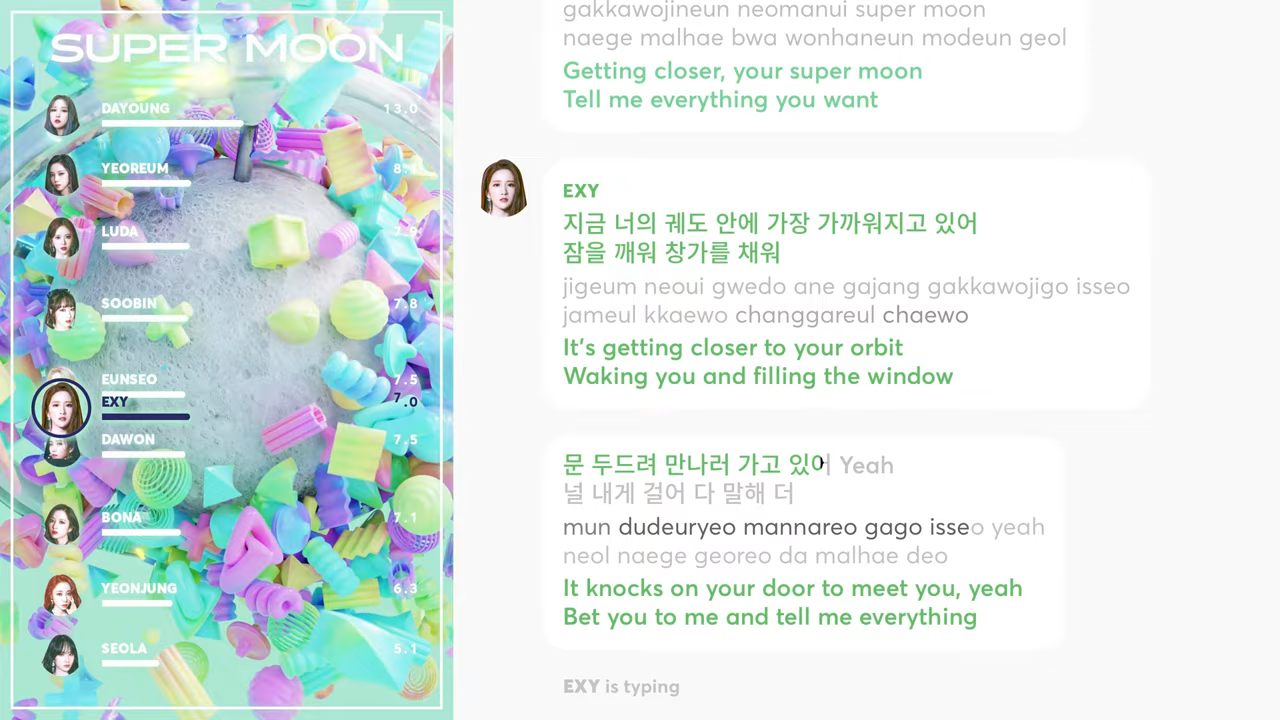 SUPER MOON
DAYOUNG 13.0
YEOREUM 8.
LUDA 7.9
SOOBIN 7.8
EUNSEO 7.5
EXY 7.0
DAWON 7.5
BONA 7.1
YEONJUNG 6.3
SEOLA 5.1
gakkawojineun neomanui super moon
naege malhae bwa wonhaneun modeun geol
Getting closer, your super moon
Tell me everything you want
EXY
지금 너의 궤도 안에 가장 가까워지고 있어
잠을 깨워 창가를 채워
jigeum neoui gwedo ane gajang gakkawojigo isseo
jameul kkaewo changgareul chaewo
It's getting closer to your orbit
Waking you and filling the window
문 두드려 만나러 가고 있어 Yeah
널 내게 걸어 다 말해 더
mun dudeuryeo mannareo gago isseo yeah
neol naege georeo da malhae deo
It knocks on your door to meet you, yeah
Bet you to me and tell me everything
EXY is typing